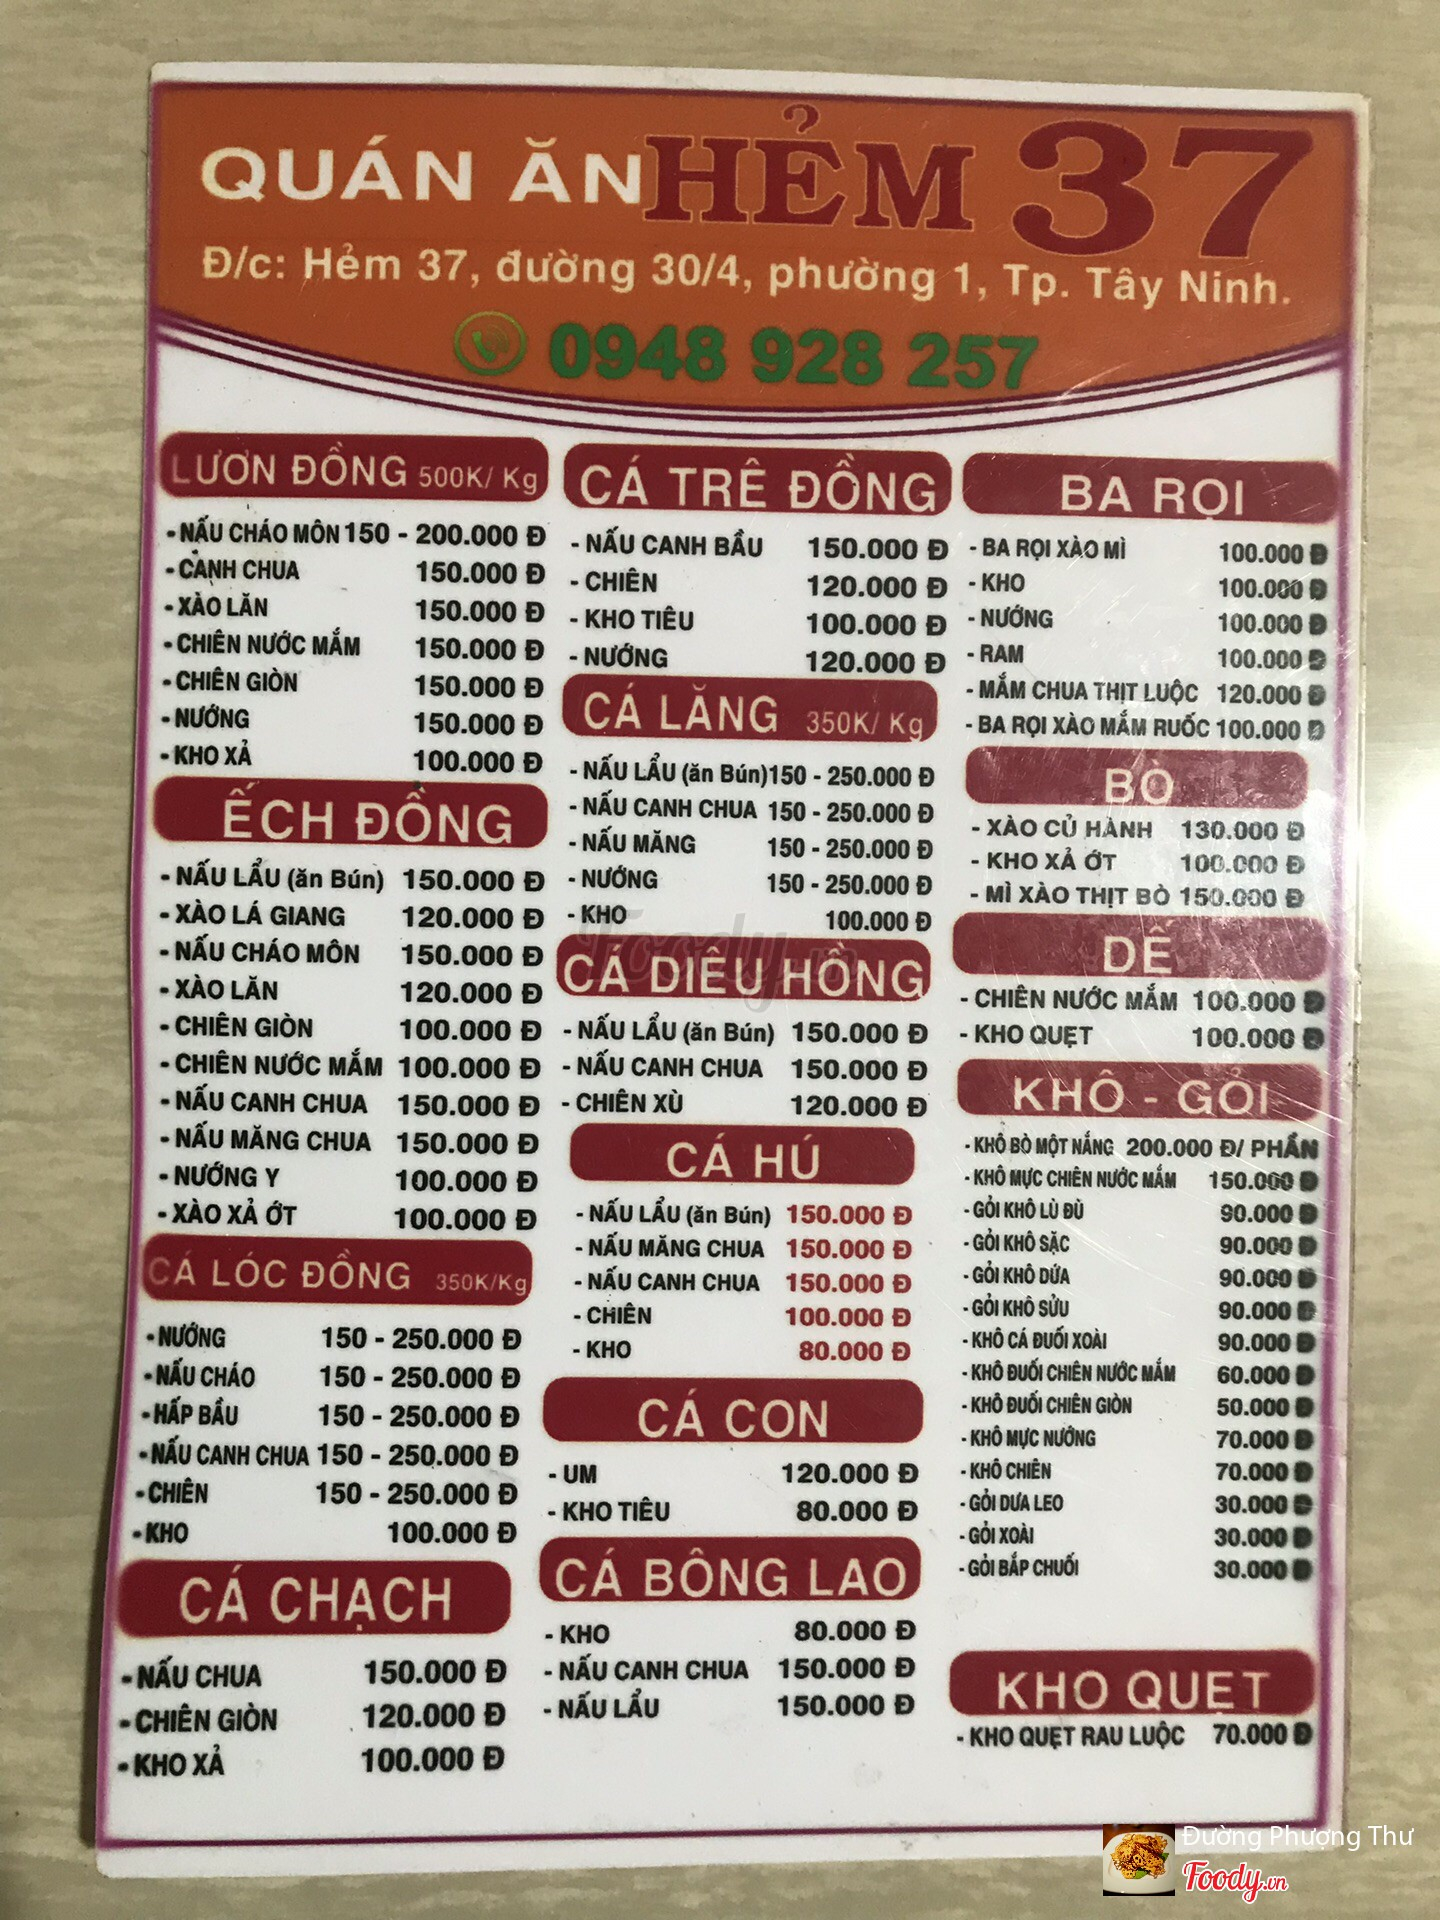 QUÁN ĂN HẺM 37
Đ/c: Hẻm 37, đường 30/4, phường 1, Tp. Tây Ninh.
0948 928 257
LƯƠN ĐỒNG 500K/ Kg
- NẤU CHÁO MÔN 150 - 200.000 Đ
- CANH CHUA 150.000 Đ
- XÀO LĂN 150.000 Đ
- CHIÊN NƯỚC MẮM 150.000 Đ
- CHIÊN GIÒN 150.000 Đ
- NƯỚNG 150.000 Đ
- KHO XẢ 100.000 Đ
ẾCH ĐỒNG
- NẤU LẨU (ăn Bún) 150.000 Đ
- XÀO LÁ GIANG 120.000 Đ
- NẤU CHÁO MÔN 150.000 Đ
- XÀO LĂN 120.000 Đ
- CHIÊN GIÒN 100.000 Đ
- CHIÊN NƯỚC MẮM 100.000 Đ
- NẤU CANH CHUA 150.000 Đ
- NẤU MĂNG CHUA 150.000 Đ
- NƯỚNG Y 100.000 Đ
- XÀO XẢ ỚT 100.000 Đ
CÁ LÓC ĐỒNG 350K/Kg
- NƯỚNG 150 - 250.000 Đ
- NẤU CHÁO 150 - 250.000 Đ
- HẤP BẦU 150 - 250.000 Đ
- NẤU CANH CHUA 150 - 250.000 Đ
- CHIÊN 150 - 250.000 Đ
- KHO 100.000 Đ
CÁ CHẠCH
- NẤU CHUA 150.000 Đ
- CHIÊN GIÒN 120.000 Đ
- KHO XẢ 100.000 Đ
CÁ TRÊ ĐỒNG
- NẤU CANH BẦU 150.000 Đ
- CHIÊN 120.000 Đ
- KHO TIÊU 100.000 Đ
- NƯỚNG 120.000 Đ
CÁ LĂNG 350K/ Kg
- NẤU LẨU (ăn Bún) 150 - 250.000 Đ
- NẤU CANH CHUA 150 - 250.000 Đ
- NẤU MĂNG 150 - 250.000 Đ
- NƯỚNG 150 - 250.000 Đ
- KHO 100.000 Đ
Foody.vn
CÁ DIÊU HỒNG
- NẤU LẨU (ăn Bún) 150.000 Đ
- NẤU CANH CHUA 150.000 Đ
- CHIÊN XÙ 120.000 Đ
CÁ HÚ
- NẤU LẨU (ăn Bún) 150.000 Đ
- NẤU MĂNG CHUA 150.000 Đ
- NẤU CANH CHUA 150.000 Đ
- CHIÊN 100.000 Đ
- KHO 80.000 Đ
CÁ CON
- UM 120.000 Đ
- KHO TIÊU 80.000 Đ
CÁ BÔNG LAO
- KHO 80.000 Đ
- NẤU CANH CHUA 150.000 Đ
- NẤU LẨU 150.000 Đ
BA RỌI
- BA RỌI XÀO MÌ 100.000 Đ
- KHO 100.000 Đ
- NƯỚNG 100.000 Đ
- RAM 100.000 Đ
- MẮM CHUA THỊT LUỘC 120.000 Đ
- BA RỌI XÀO MẮM RUỐC 100.000 Đ
BÒ
- XÀO CỦ HÀNH 130.000 Đ
- KHO XẢ ỚT 100.000 Đ
- MÌ XÀO THỊT BÒ 150.000 Đ
DẾ
- CHIÊN NƯỚC MẮM 100.000 Đ
- KHO QUẸT 100.000 Đ
KHÔ - GỎI
- KHÔ BÒ MỘT NẮNG 200.000 Đ/ PHẦN
- KHÔ MỰC CHIÊN NƯỚC MẮM 150.000 Đ
- GỎI KHÔ LÙ ĐÙ 90.000 Đ
- GỎI KHÔ SẶC 90.000 Đ
- GỎI KHÔ DỨA 90.000 Đ
- GỎI KHÔ SỬU 90.000 Đ
- KHÔ CÁ ĐUỐI XOÀI 90.000 Đ
- KHÔ ĐUỐI CHIÊN NƯỚC MẮM 60.000 Đ
- KHÔ ĐUỐI CHIÊN GIÒN 50.000 Đ
- KHÔ MỰC NƯỚNG 70.000 Đ
- KHÔ CHIÊN 70.000 Đ
- GỎI DƯA LEO 30.000 Đ
- GỎI XOÀI 30.000 Đ
- GỎI BẮP CHUỐI 30.000 Đ
KHO QUẸT
- KHO QUẸT RAU LUỘC 70.000 Đ
Đường Phượng Thư
Foody.vn